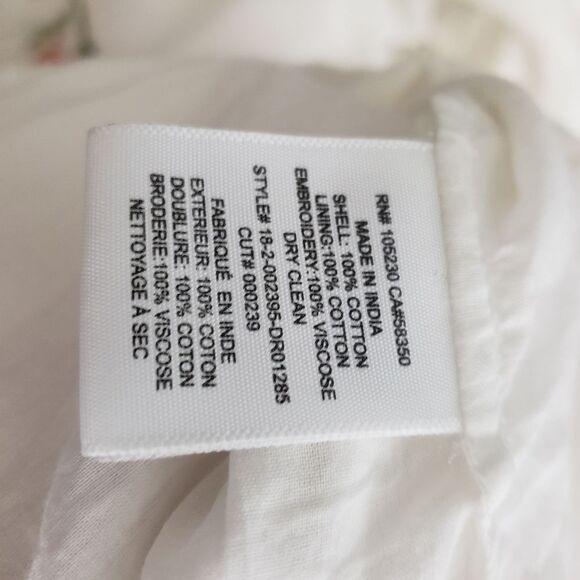 RN# 105230 CA#58350
MADE IN INDIA
SHELL: 100% COTTON
LINING:100% COTTON
EMBROIDERY:100% VISCOSE
DRY CLEAN
STYLE# 18-2-002395-DR01285
CUT# 000239
FABRIQUÉ EN INDE
EXTERIEUR: 100% COTON
DOUBLURE: 100% COTON
BRODERIE:100% VISCOSE
NETTOYAGE À SEC